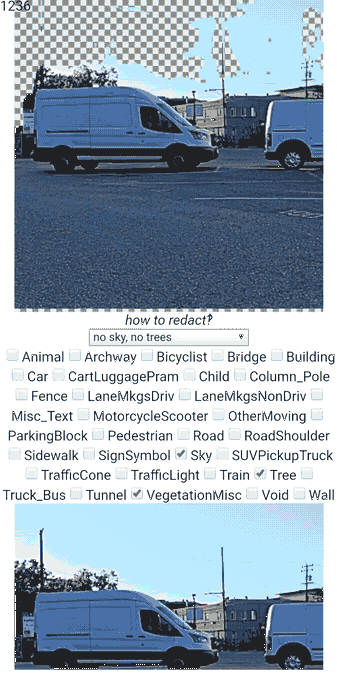 1236
how to redact?
no sky, no trees
Animal Archway Bicyclist Bridge Building
Car CartLuggagePram Child Column_Pole
Fence LaneMkgsDriv LaneMkgsNonDriv
Misc_Text MotorcycleScooter OtherMoving
ParkingBlock Pedestrian Road RoadShoulder
Sidewalk SignSymbol Sky SUVPickupTruck
TrafficCone TrafficLight Train Tree
Truck_Bus Tunnel VegetationMisc Void Wall